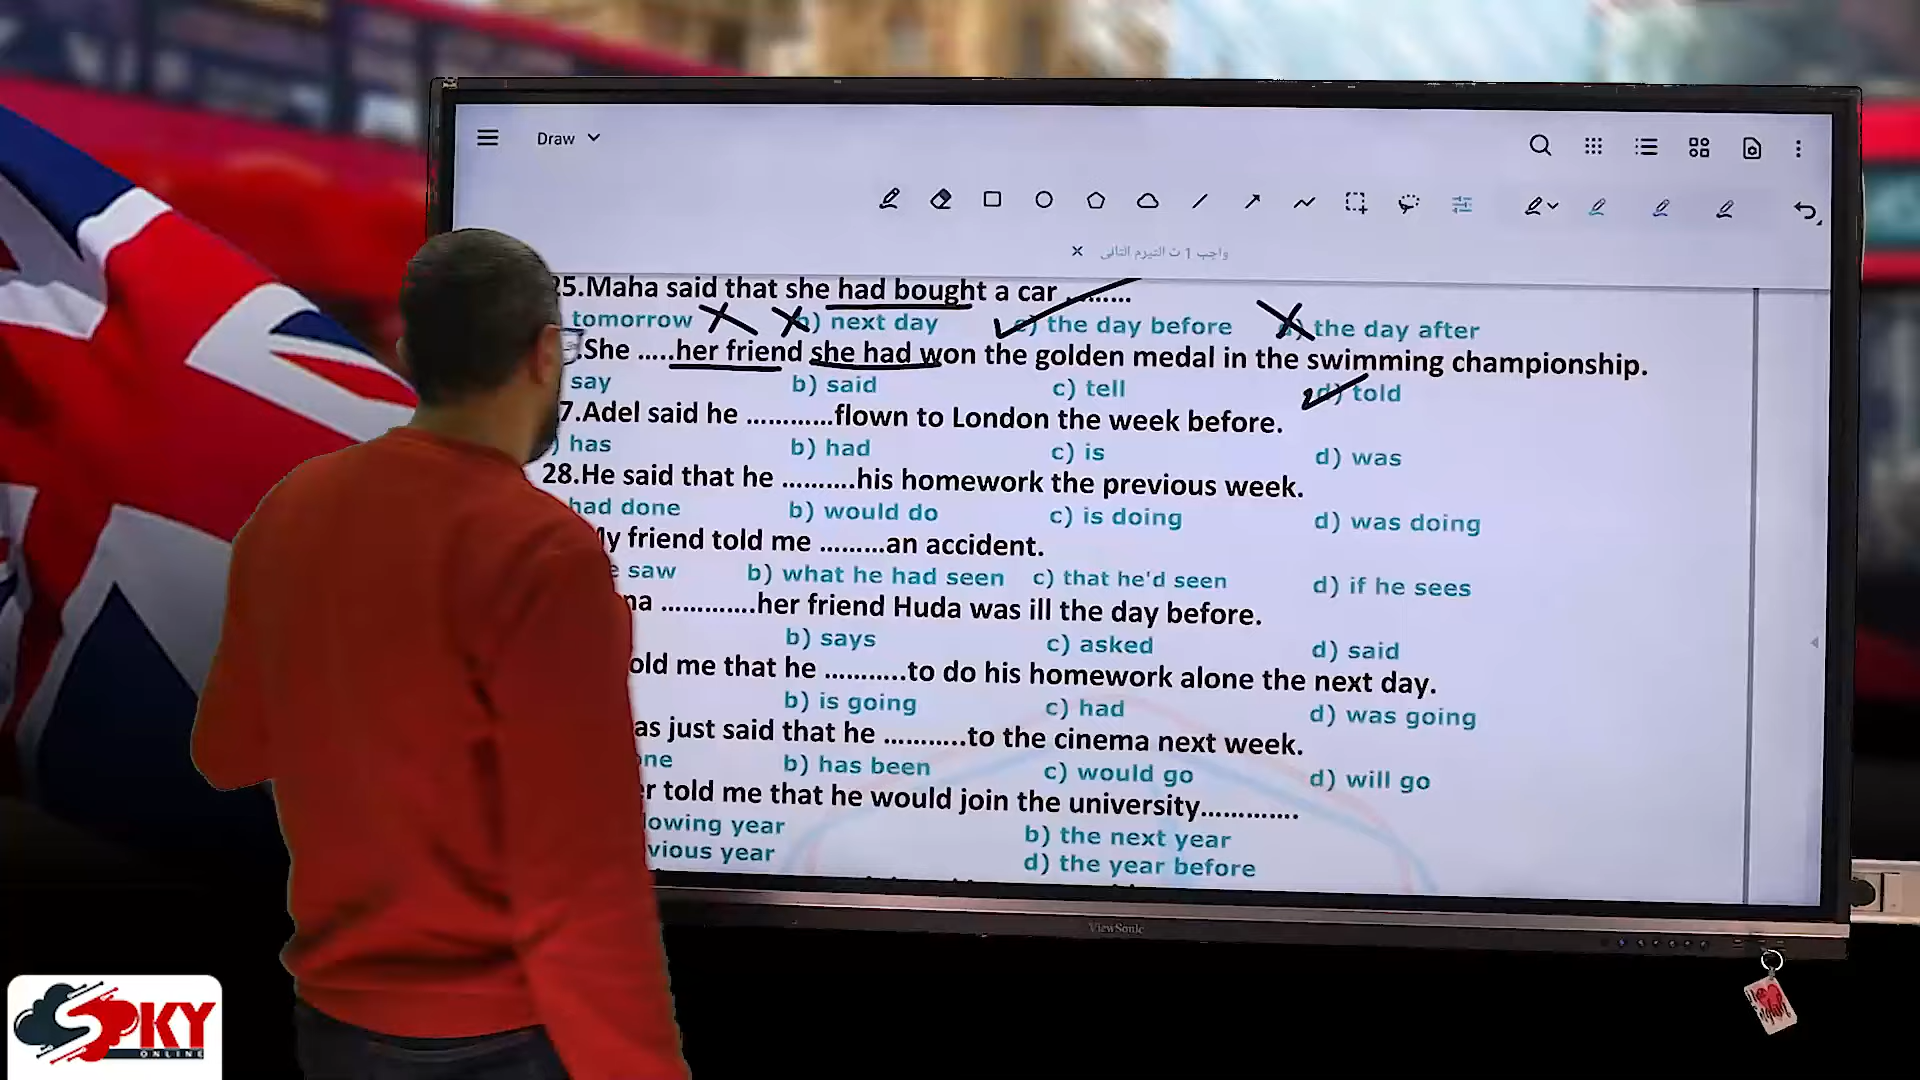 Draw
واجب 1 ث التيرم التانى
25.Maha said that she had bought a car ........
tomorrow b) next day c) the day before d) the day after
.She .....her friend she had won the golden medal in the swimming championship.
say b) said c) tell d) told
7.Adel said he ............flown to London the week before.
) has b) had c) is d) was
28.He said that he ..........his homework the previous week.
had done b) would do c) is doing d) was doing
friend told me .........an accident.
saw b) what he had seen c) that he'd seen d) if he sees
.............her friend Huda was ill the day before.
b) says c) asked d) said
old me that he ...........to do his homework alone the next day.
b) is going c) had d) was going
as just said that he ...........to the cinema next week.
ne b) has been c) would go d) will go
r told me that he would join the university.............
lowing year b) the next year
vious year d) the year before
ViewSonic
SKY
ONLINE